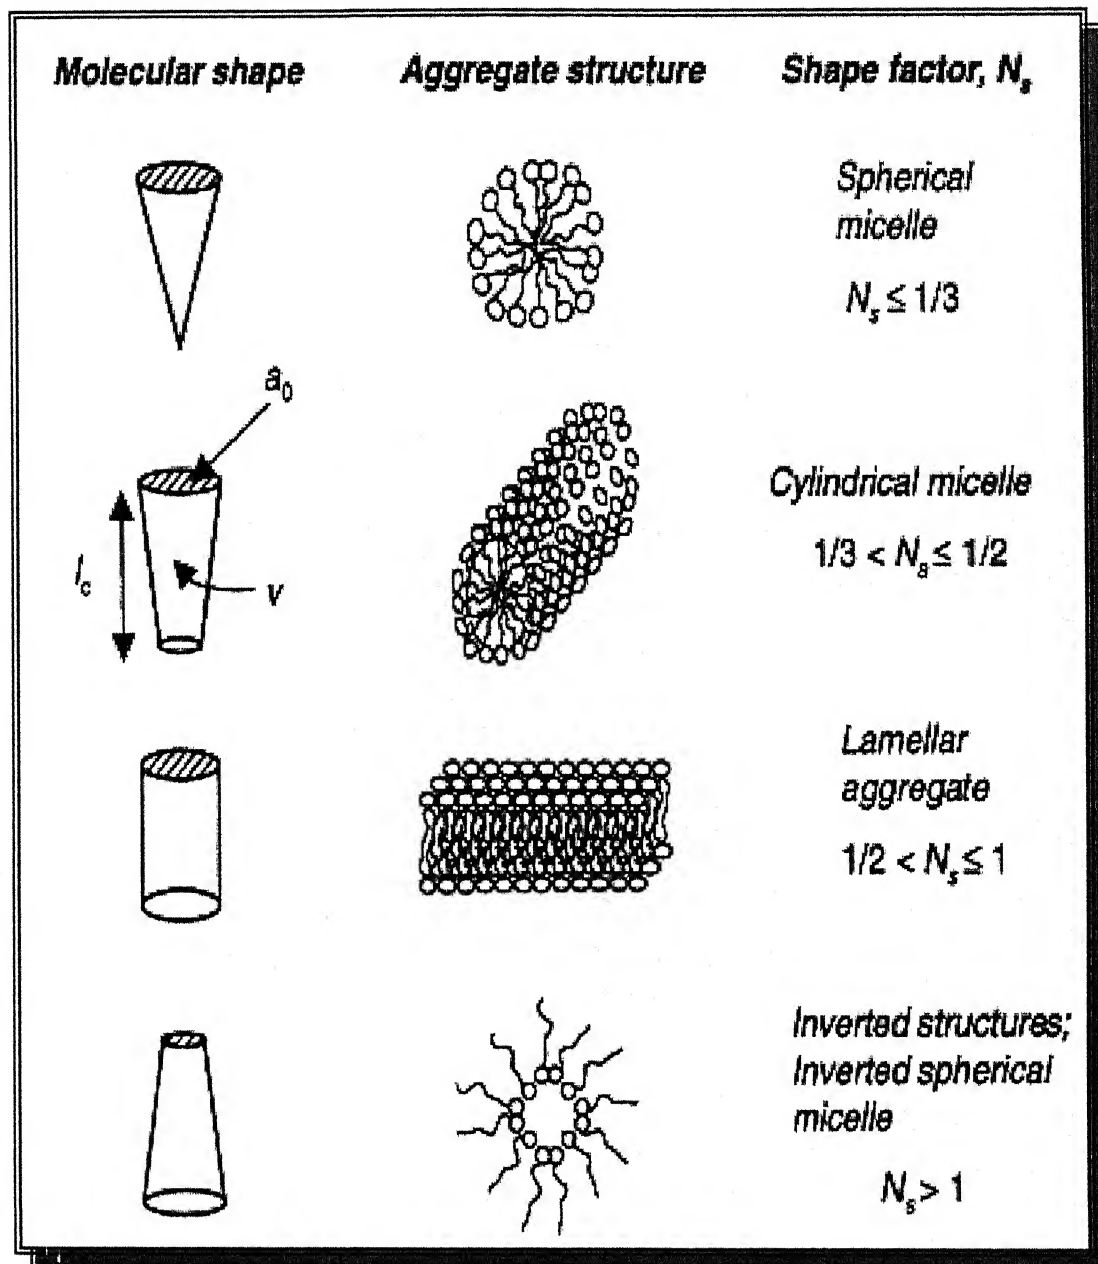 Molecular shape Aggregate structure Shape factor, Nₛ
Spherical
micelle
Nₛ ≤ 1/3
a₀
l꜀
v
Cylindrical micelle
1/3 < Nₛ ≤ 1/2
Lamellar
aggregate
1/2 < Nₛ ≤ 1
Inverted structures;
Inverted spherical
micelle
Nₛ > 1